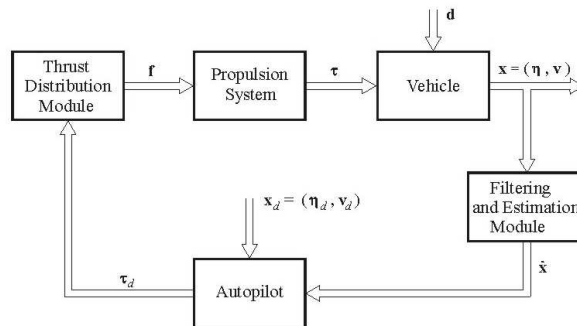 d
Thrust
Distribution
Module
f
Propulsion
System
τ
Vehicle
x = (η , v)
Filtering
and Estimation
Module
x_d = (η_d , v_d)
ẋ
τ_d
Autopilot